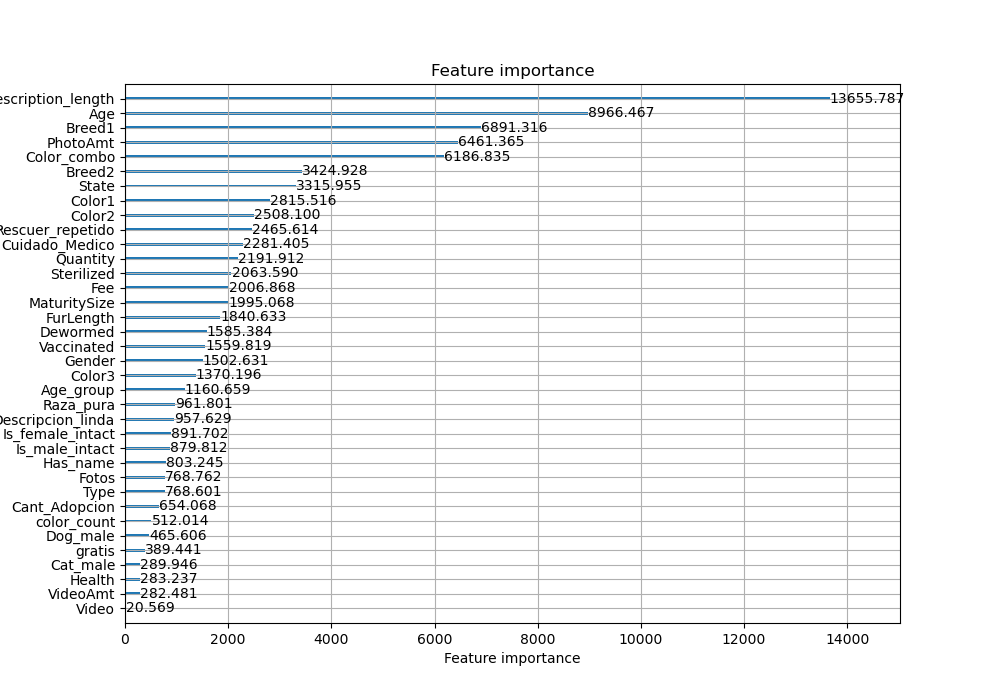 Feature importance
escription_length 13655.787
Age 8966.467
Breed1 6891.316
PhotoAmt 6461.365
Color_combo 6186.835
Breed2 3424.928
State 3315.955
Color1 2815.516
Color2 2508.100
Rescuer_repetido 2465.614
Cuidado_Medico 2281.405
Quantity 2191.912
Sterilized 2063.590
Fee 2006.868
MaturitySize 1995.068
FurLength 1840.633
Dewormed 1585.384
Vaccinated 1559.819
Gender 1502.631
Color3 1370.196
Age_group 1160.659
Raza_pura 961.801
Descripcion_linda 957.629
Is_female_intact 891.702
Is_male_intact 879.812
Has_name 803.245
Fotos 768.762
Type 768.601
Cant_Adopcion 654.068
color_count 512.014
Dog_male 465.606
gratis 389.441
Cat_male 289.946
Health 283.237
VideoAmt 282.481
Video 20.569
0 2000 4000 6000 8000 10000 12000 14000
Feature importance